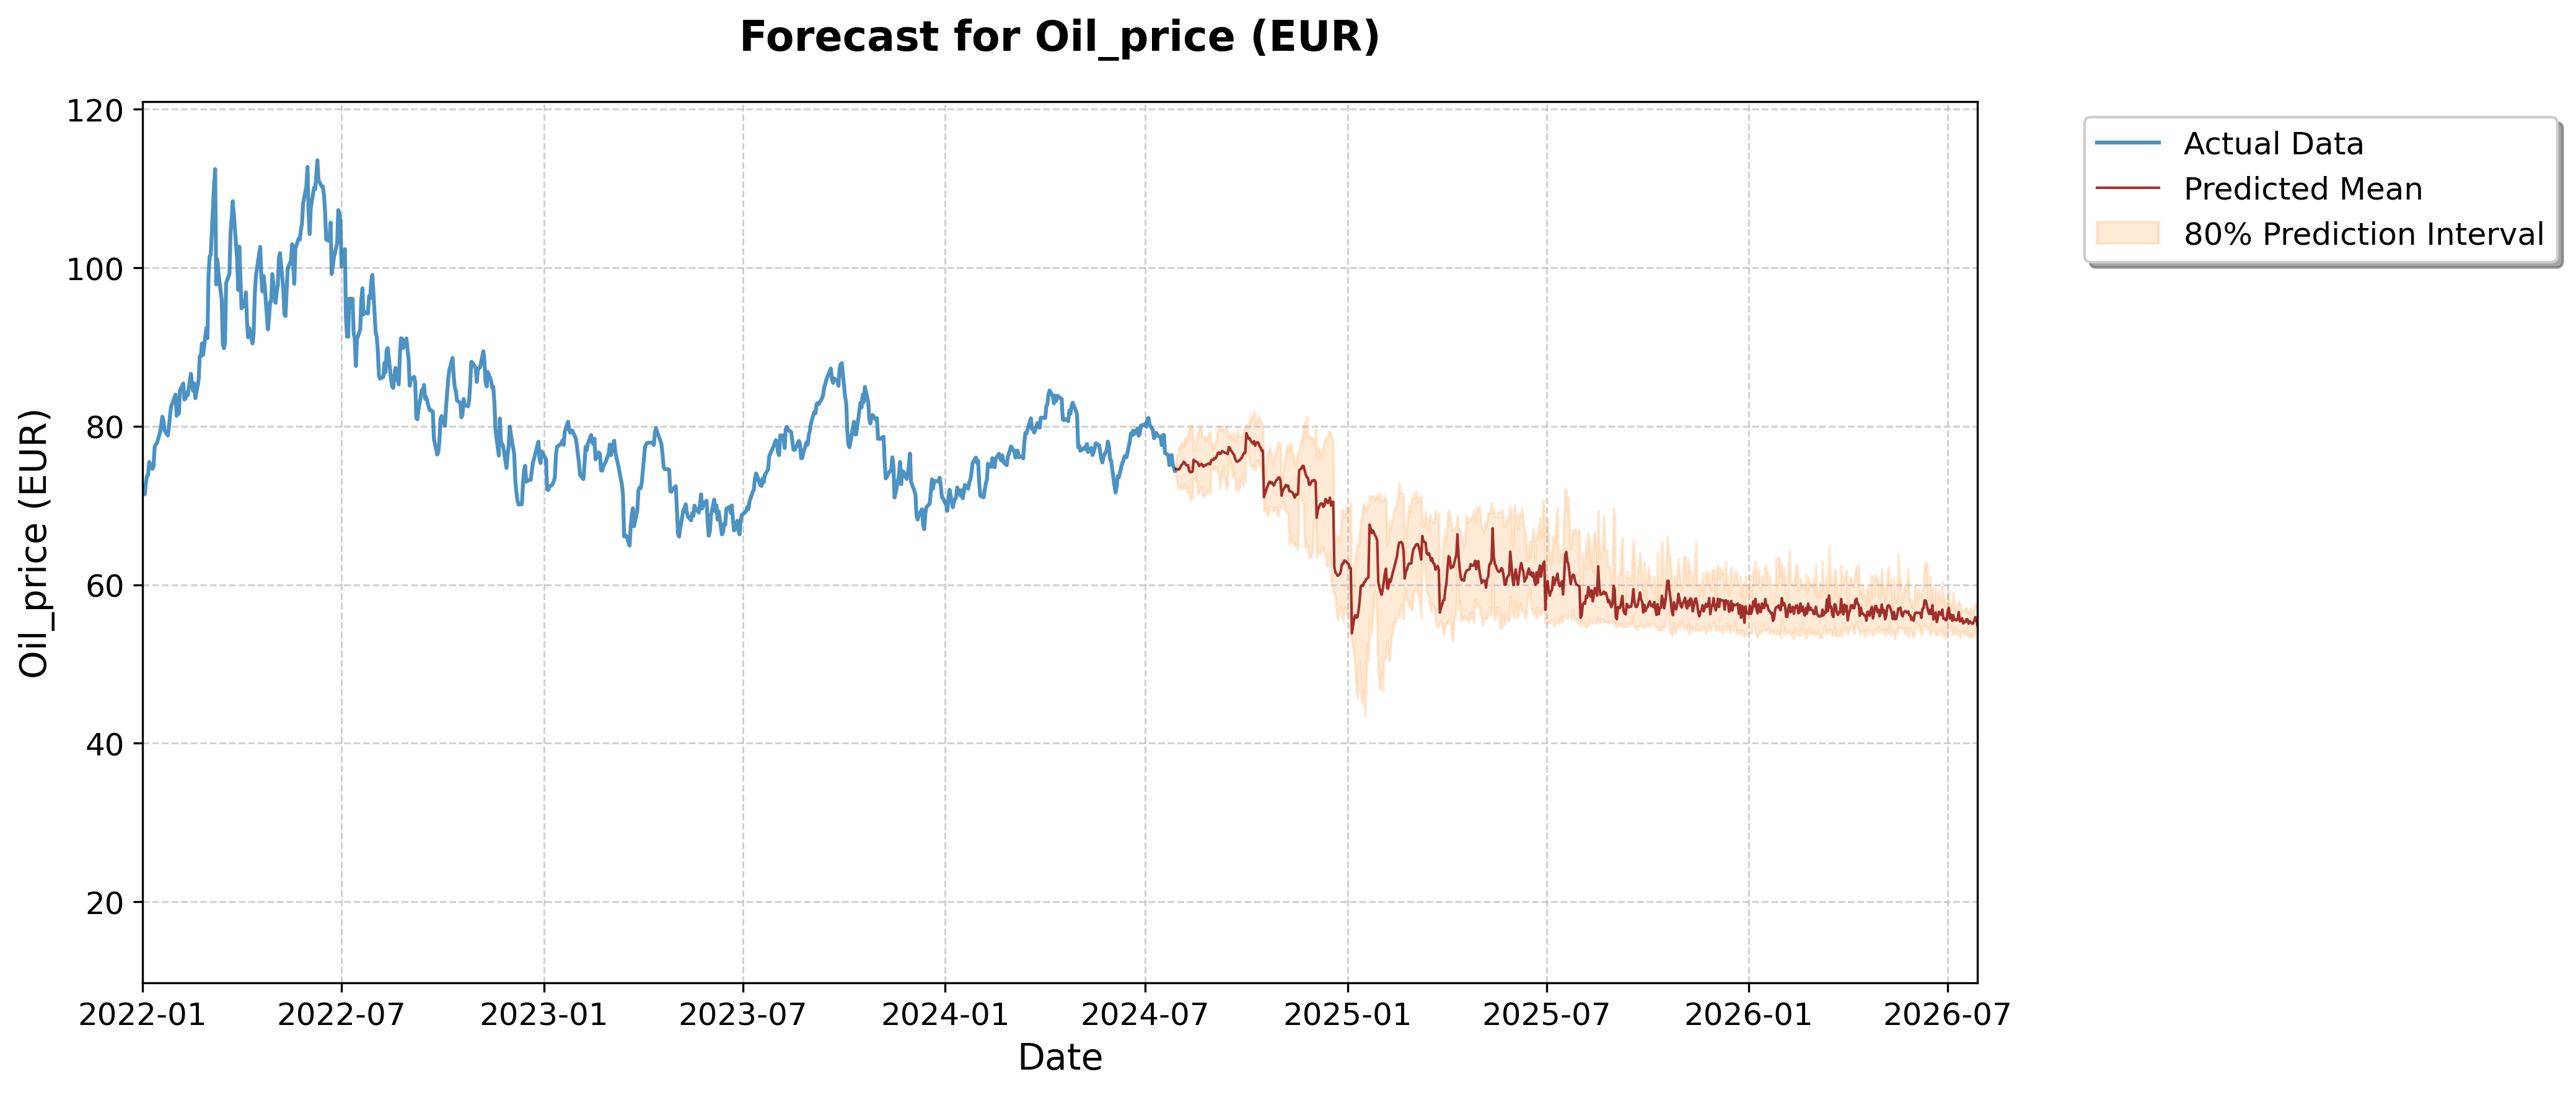 Forecast for Oil_price (EUR)
Actual Data
Predicted Mean
80% Prediction Interval
Oil_price (EUR)
120
100
80
60
40
20
2022-01
2022-07
2023-01
2023-07
2024-01
2024-07
2025-01
2025-07
2026-01
2026-07
Date